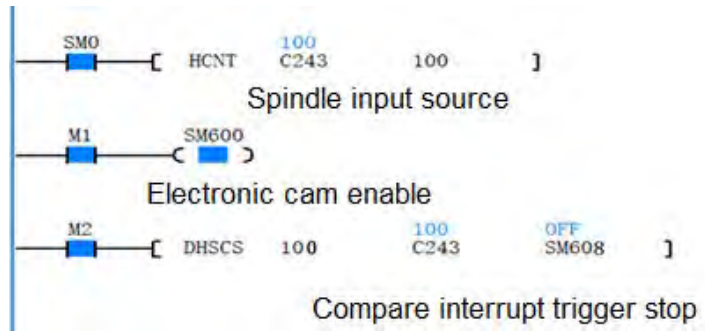 SM0 100
HCNT C243 100
Spindle input source
M1 SM600
Electronic cam enable
M2 100 OFF
DHSCS 100 C243 SM608
Compare interrupt trigger stop